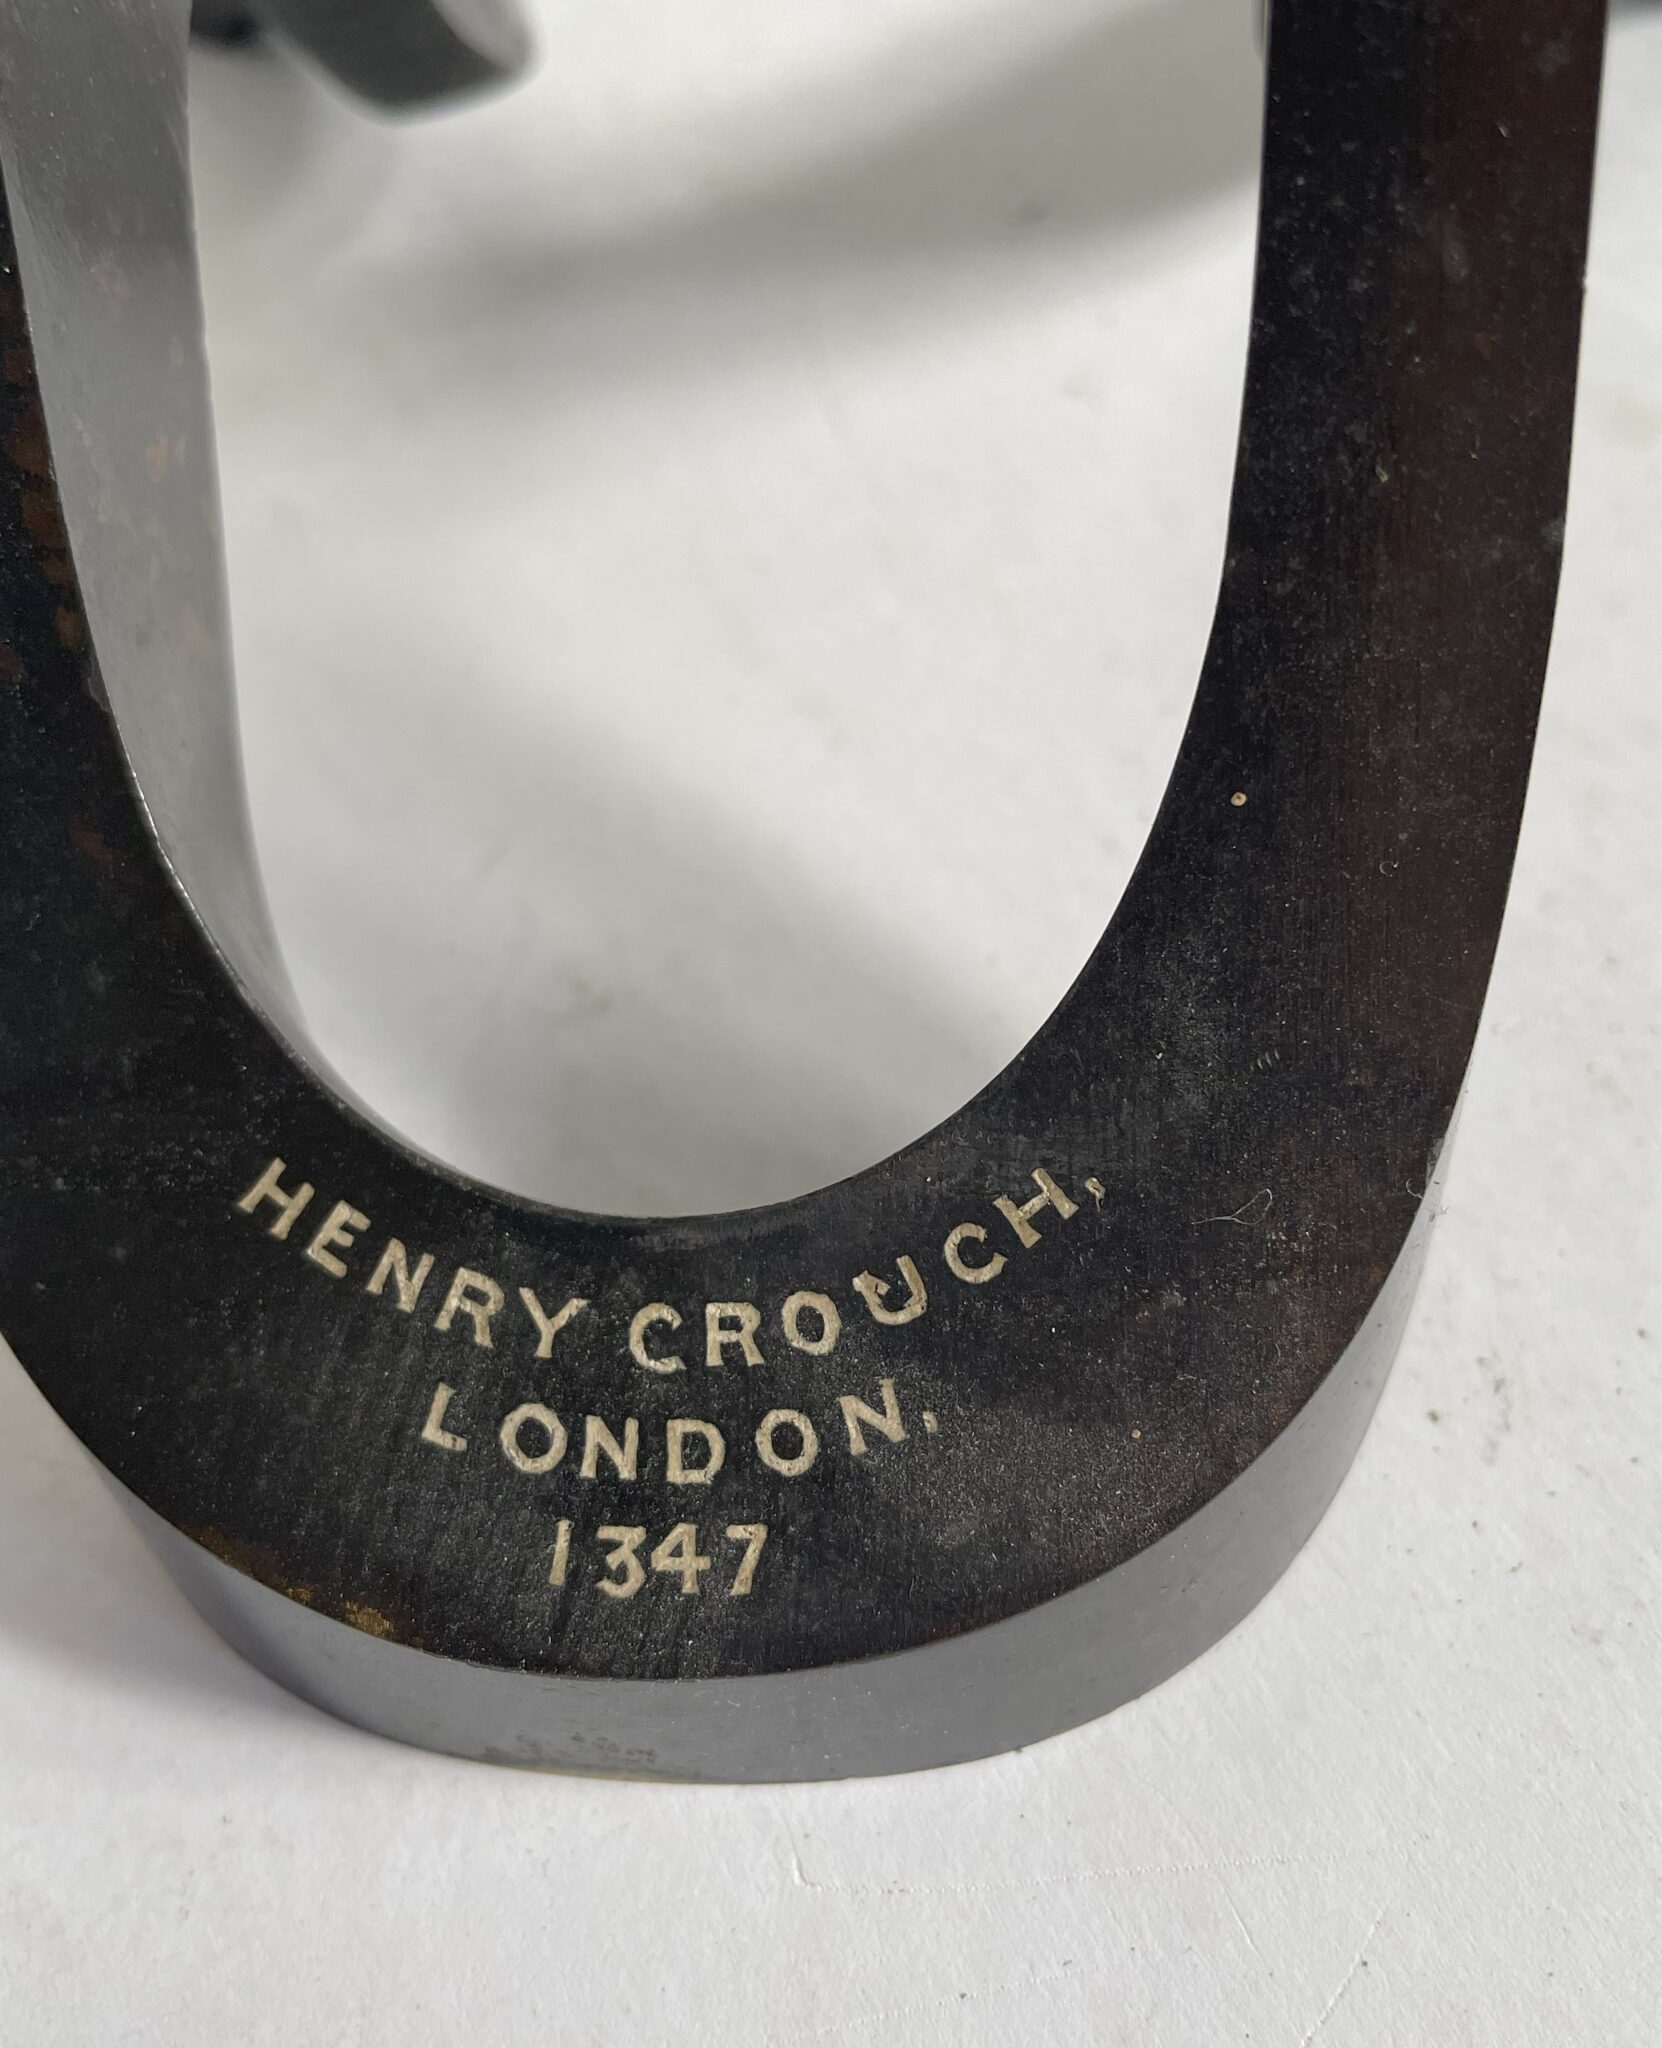 HENRY CROUCH,
LONDON.
1347